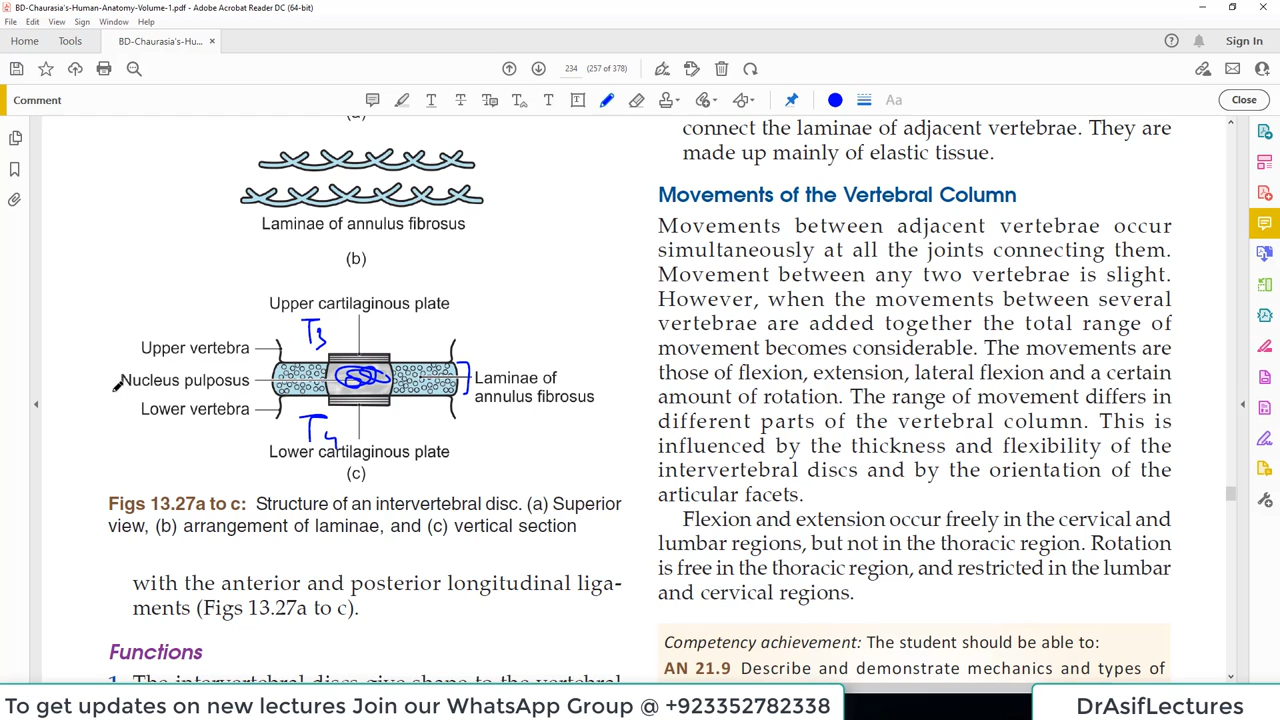 BD-Chaurasia's-Human-Anatomy-Volume-1.pdf - Adobe Acrobat Reader DC (64-bit)
File Edit View Sign Window Help
Home Tools BD-Chaurasia's-Hu... × Sign In
234 (257 of 378)
Comment Aa Close
(a)
Laminae of annulus fibrosus
(b)
Upper cartilaginous plate
T3
Upper vertebra
Nucleus pulposus
Lower vertebra
Laminae of
annulus fibrosus
T4
Lower cartilaginous plate
(c)
Figs 13.27a to c: Structure of an intervertebral disc. (a) Superior
view, (b) arrangement of laminae, and (c) vertical section
with the anterior and posterior longitudinal liga-
ments (Figs 13.27a to c).
Functions
1. The intervertebral discs give shape to the vertebral
connect the laminae of adjacent vertebrae. They are
made up mainly of elastic tissue.
Movements of the Vertebral Column
Movements between adjacent vertebrae occur
simultaneously at all the joints connecting them.
Movement between any two vertebrae is slight.
However, when the movements between several
vertebrae are added together the total range of
movement becomes considerable. The movements are
those of flexion, extension, lateral flexion and a certain
amount of rotation. The range of movement differs in
different parts of the vertebral column. This is
influenced by the thickness and flexibility of the
intervertebral discs and by the orientation of the
articular facets.
Flexion and extension occur freely in the cervical and
lumbar regions, but not in the thoracic region. Rotation
is free in the thoracic region, and restricted in the lumbar
and cervical regions.
Competency achievement: The student should be able to:
AN 21.9 Describe and demonstrate mechanics and types of
To get updates on new lectures Join our WhatsApp Group @ +923352782338
DrAsifLectures